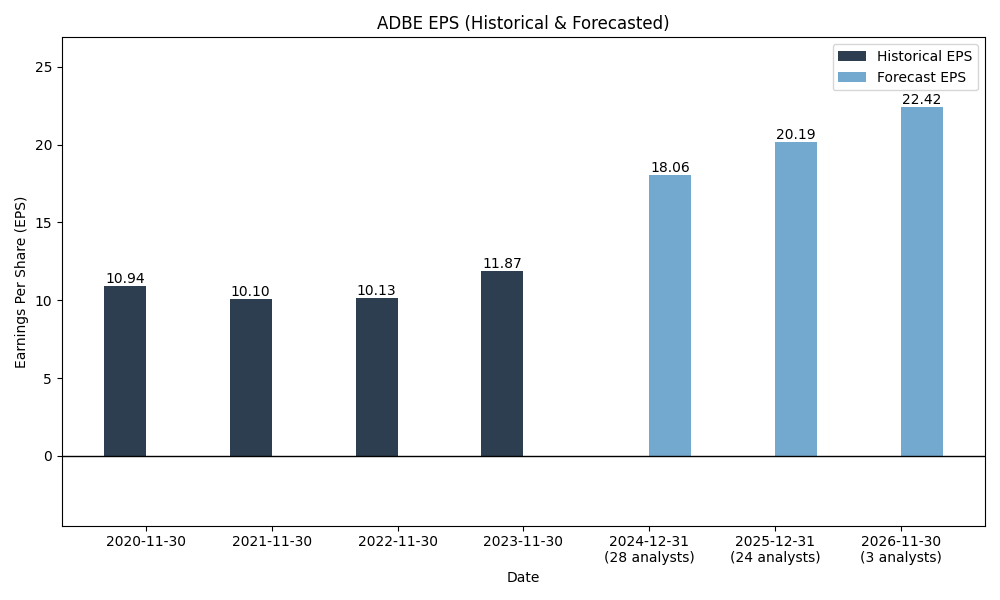 ADBE EPS (Historical & Forecasted)
Historical EPS
Forecast EPS
Earnings Per Share (EPS)
25
20
15
10
5
0
10.94
10.10
10.13
11.87
18.06
20.19
22.42
2020-11-30
2021-11-30
2022-11-30
2023-11-30
2024-12-31
(28 analysts)
2025-12-31
(24 analysts)
2026-11-30
(3 analysts)
Date